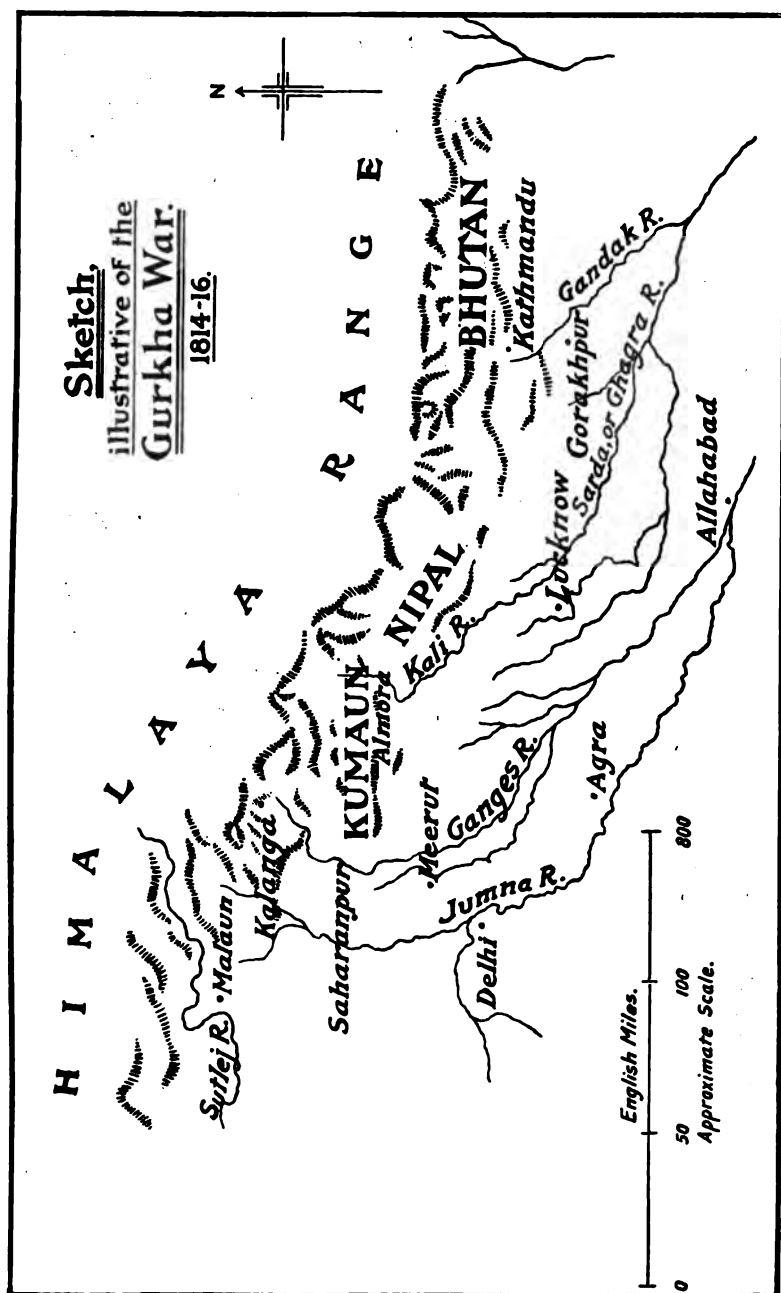 Sketch,
illustrative of the
Gurkha War.
1814-16.
N
HIMALAYA RANGE
Sutlej R.
Malaun
Kalanga
Saharanpur
KUMAUN
Almora
NIPAL
Kali R.
BHUTAN
Kathmandu
Meerut
Ganges R.
Jumna R.
Delhi
Agra
Lucknow
Gorakhpur
Sarda, or Ghagra R.
Gandak R.
Allahabad
English Miles.
0 50 100 800
Approximate Scale.